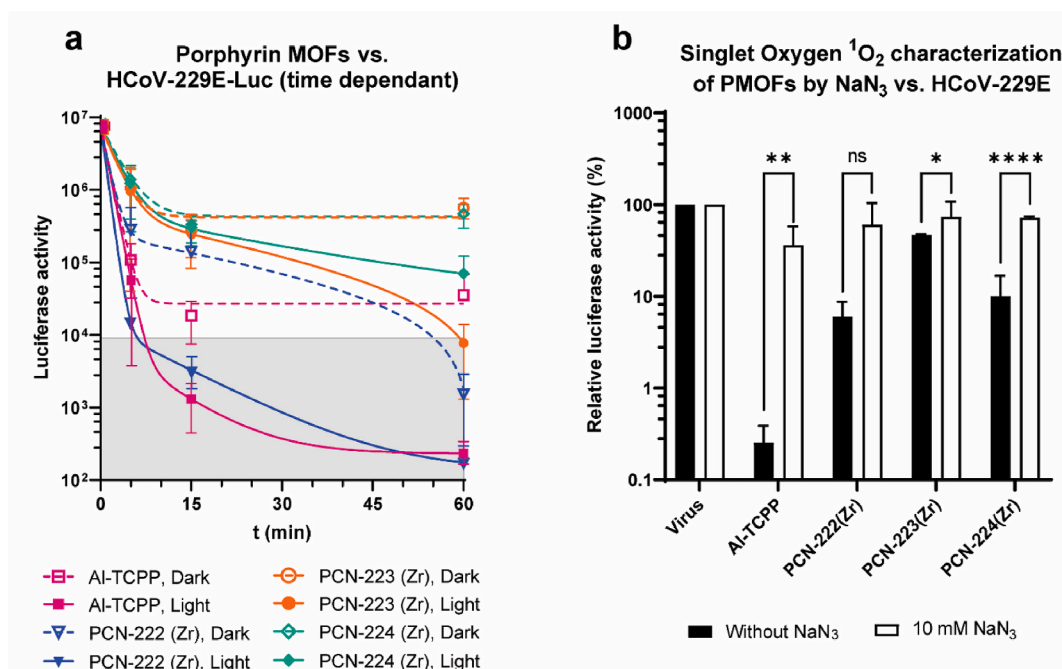 a
Porphyrin MOFs vs.
HCoV-229E-Luc (time dependant)
Luciferase activity
10⁷
10⁶
10⁵
10⁴
10³
10²
0 15 30 45 60
t (min)
Al-TCPP, Dark
Al-TCPP, Light
PCN-222 (Zr), Dark
PCN-222 (Zr), Light
PCN-223 (Zr), Dark
PCN-223 (Zr), Light
PCN-224 (Zr), Dark
PCN-224 (Zr), Light
b
Singlet Oxygen ¹O₂ characterization
of PMOFs by NaN₃ vs. HCoV-229E
Relative luciferase activity (%)
1000
100
10
1
0.1
** ns * ****
Virus
Al-TCPP
PCN-222(Zr)
PCN-223(Zr)
PCN-224(Zr)
Without NaN₃ 10 mM NaN₃